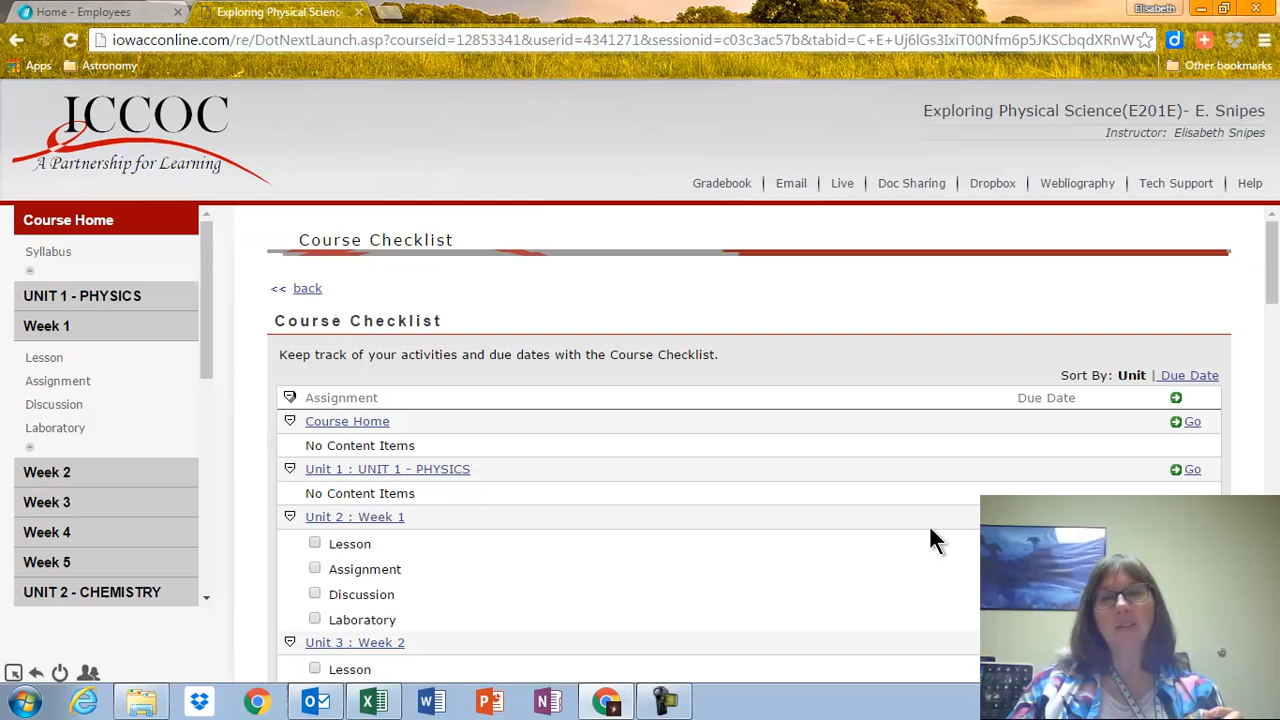 Home - Employees
Exploring Physical Scienc
Elisabeth
iowacconline.com/re/DotNextLaunch.asp?courseid=12853341&userid=4341271&sessionid=c03c3ac57b&tabid=C+E+Uj6lGs3IxiT00Nfm6p5JKSCbqdXRnW
Apps
Astronomy
Other bookmarks
ICCOC
A Partnership for Learning
Exploring Physical Science(E201E)- E. Snipes
Instructor: Elisabeth Snipes
Gradebook | Email | Live | Doc Sharing | Dropbox | Webliography | Tech Support | Help
Course Home
Syllabus
UNIT 1 - PHYSICS
Week 1
Lesson
Assignment
Discussion
Laboratory
Week 2
Week 3
Week 4
Week 5
UNIT 2 - CHEMISTRY
Course Checklist
<< back
Course Checklist
Keep track of your activities and due dates with the Course Checklist.
Sort By: Unit | Due Date
Assignment Due Date
Course Home Go
No Content Items
Unit 1 : UNIT 1 - PHYSICS Go
No Content Items
Unit 2 : Week 1
Lesson
Assignment
Discussion
Laboratory
Unit 3 : Week 2
Lesson